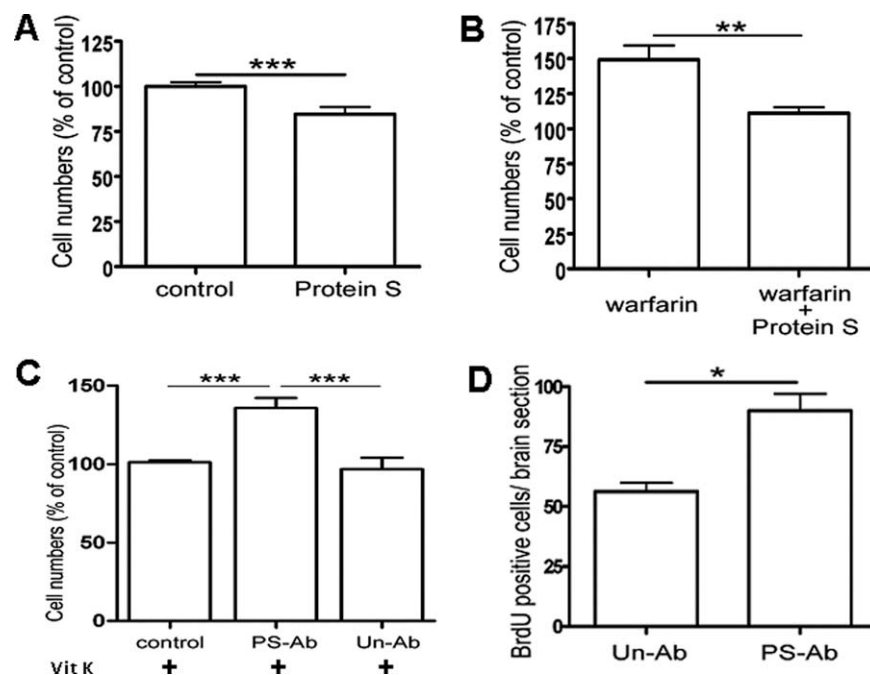 A
Cell numbers (% of control)
125
100
75
50
25
0
***
control
Protein S
B
Cell numbers (% of control)
175
150
125
100
75
50
25
0
**
warfarin
warfarin
+
Protein S
C
Cell numbers (% of control)
150
100
50
0
***
***
control
PS-Ab
Un-Ab
Vit K
+
+
+
D
BrdU positive cells/ brain section
100
75
50
25
0
*
Un-Ab
PS-Ab